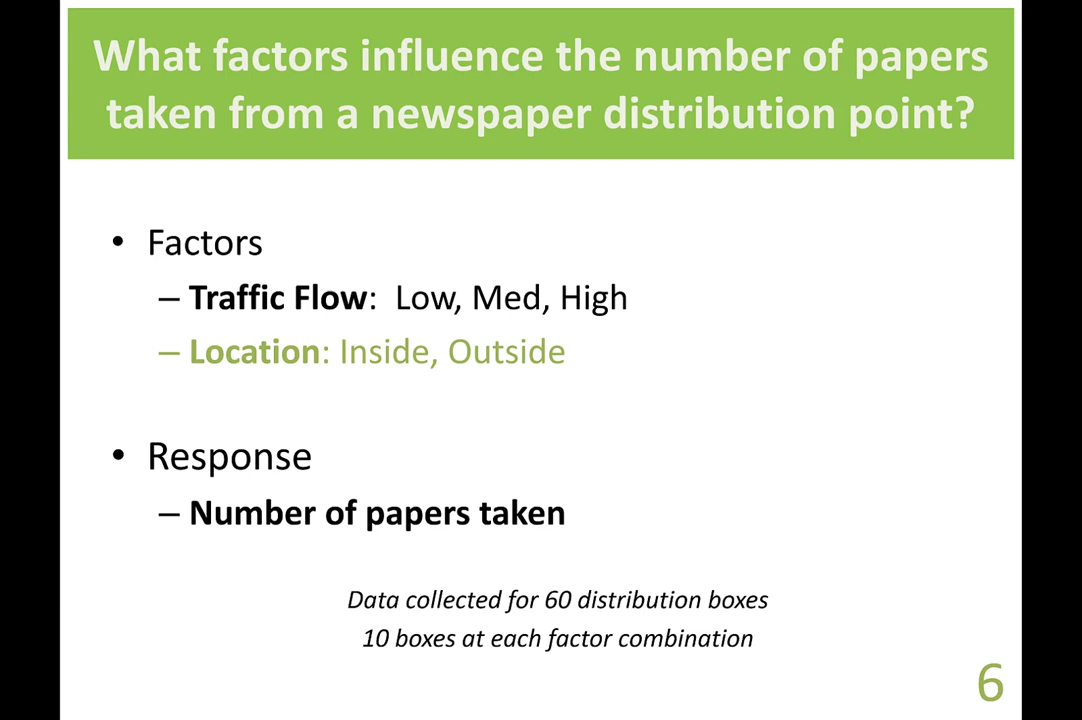 What factors influence the number of papers
taken from a newspaper distribution point?
• Factors
– Traffic Flow: Low, Med, High
– Location: Inside, Outside
• Response
– Number of papers taken
Data collected for 60 distribution boxes
10 boxes at each factor combination
6